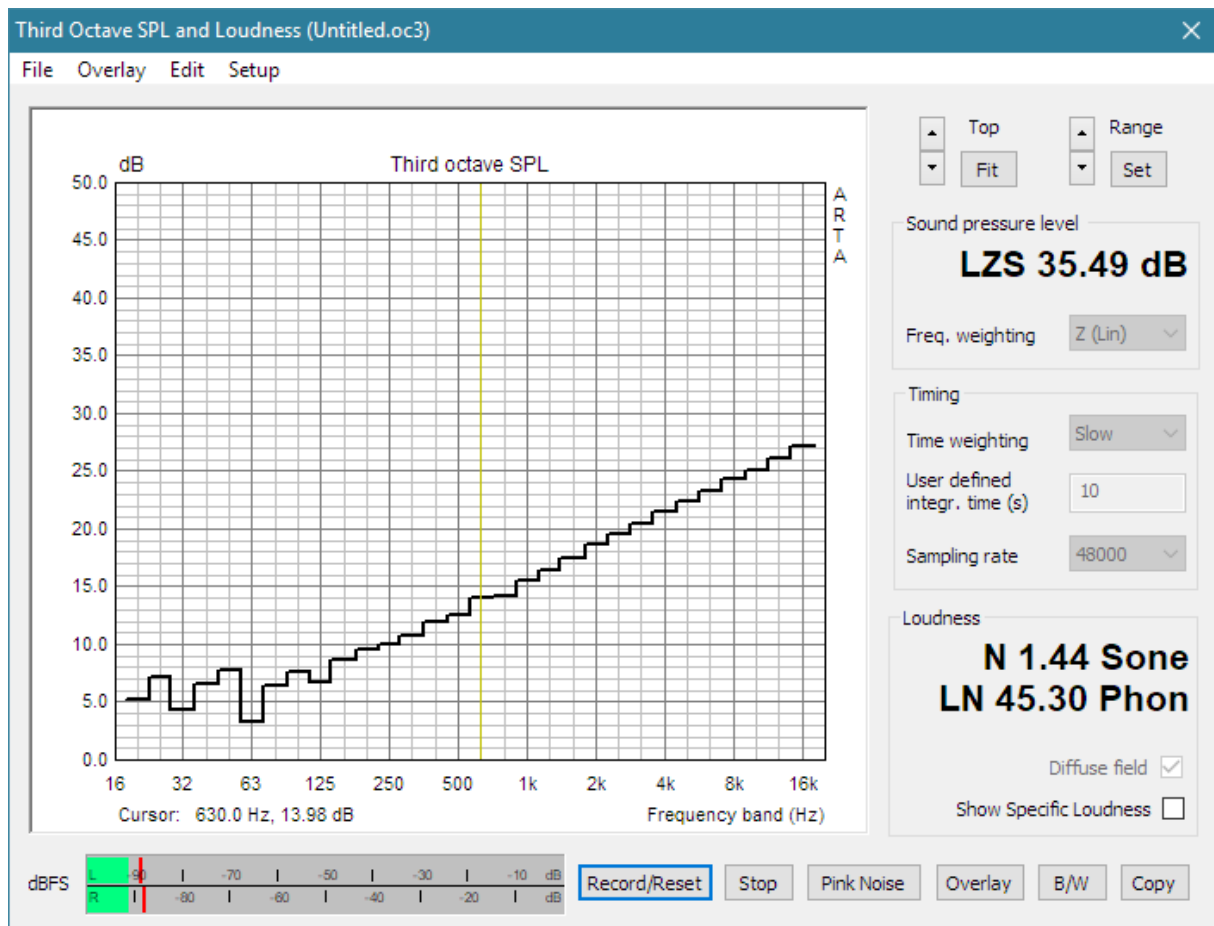 Third Octave SPL and Loudness (Untitled.oc3)
File Overlay Edit Setup
dB
Third octave SPL
50.0
45.0
40.0
35.0
30.0
25.0
20.0
15.0
10.0
5.0
0.0
A
R
T
A
16 32 63 125 250 500 1k 2k 4k 8k 16k
Cursor: 630.0 Hz, 13.98 dB
Frequency band (Hz)
Top
Fit
Range
Set
Sound pressure level
LZS 35.49 dB
Freq. weighting
Z (Lin)
Timing
Time weighting
Slow
User defined
integr. time (s)
10
Sampling rate
48000
Loudness
N 1.44 Sone
LN 45.30 Phon
Diffuse field
Show Specific Loudness
dBFS
L -90 -70 -50 -30 -10 dB
R -80 -60 -40 -20 dB
Record/Reset
Stop
Pink Noise
Overlay
B/W
Copy